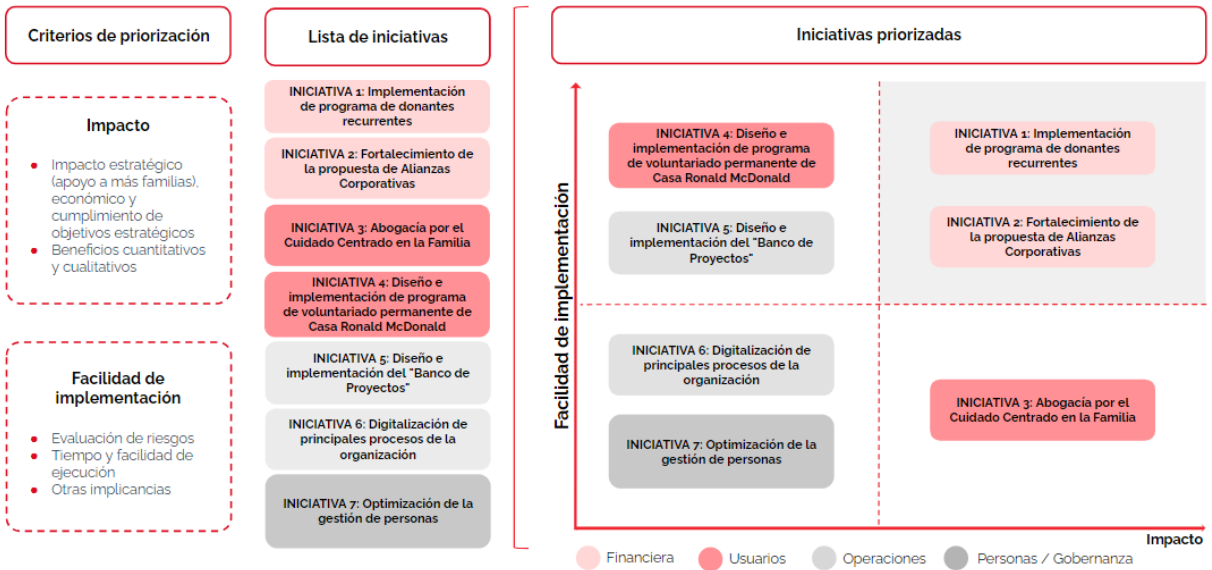 Criterios de priorización
Impacto
Impacto estratégico
(apoyo a más familias),
económico y
cumplimiento de
objetivos estratégicos
Beneficios cuantitativos
y cualitativos
Facilidad de
implementación
Evaluación de riesgos
Tiempo y facilidad de
ejecución
Otras implicancias
Lista de iniciativas
INICIATIVA 1: Implementación
de programa de donantes
recurrentes
INICIATIVA 2: Fortalecimiento de
la propuesta de Alianzas
Corporativas
INICIATIVA 3: Abogacía por el
Cuidado Centrado en la Familia
INICIATIVA 4: Diseño e
implementación de programa
de voluntariado permanente de
Casa Ronald McDonald
INICIATIVA 5: Diseño e
implementación del "Banco de
Proyectos"
INICIATIVA 6: Digitalización de
principales procesos de la
organización
INICIATIVA 7: Optimización de la
gestión de personas
Iniciativas priorizadas
Facilidad de implementación
INICIATIVA 4: Diseño e
implementación de programa
de voluntariado permanente de
Casa Ronald McDonald
INICIATIVA 1: Implementación
de programa de donantes
recurrentes
INICIATIVA 5: Diseño e
implementación del "Banco de
Proyectos"
INICIATIVA 2: Fortalecimiento de
la propuesta de Alianzas
Corporativas
INICIATIVA 6: Digitalización de
principales procesos de la
organización
INICIATIVA 3: Abogacía por el
Cuidado Centrado en la Familia
INICIATIVA 7: Optimización de la
gestión de personas
Impacto
Financiera
Usuarios
Operaciones
Personas / Gobernanza